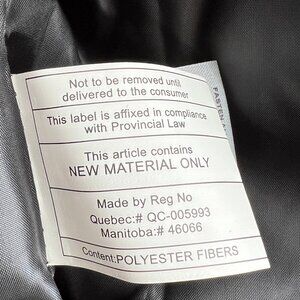 Not to be removed until
delivered to the consumer
This label is affixed in compliance
with Provincial Law
This article contains
NEW MATERIAL ONLY
Made by Reg No
Quebec:# QC-005993
Manitoba:# 46066
Content:POLYESTER FIBERS